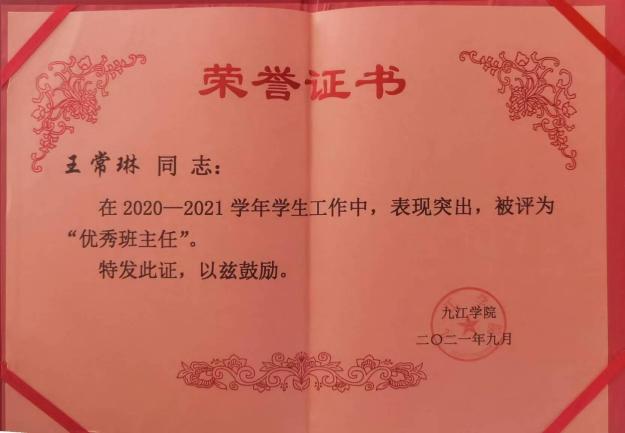 荣誉证书
王常琳 同 志：
在 2020—2021 学年学生工作中，表现突出，被评为
“优秀班主任”。
特发此证，以兹鼓励。
九江学院
二〇二一年九月